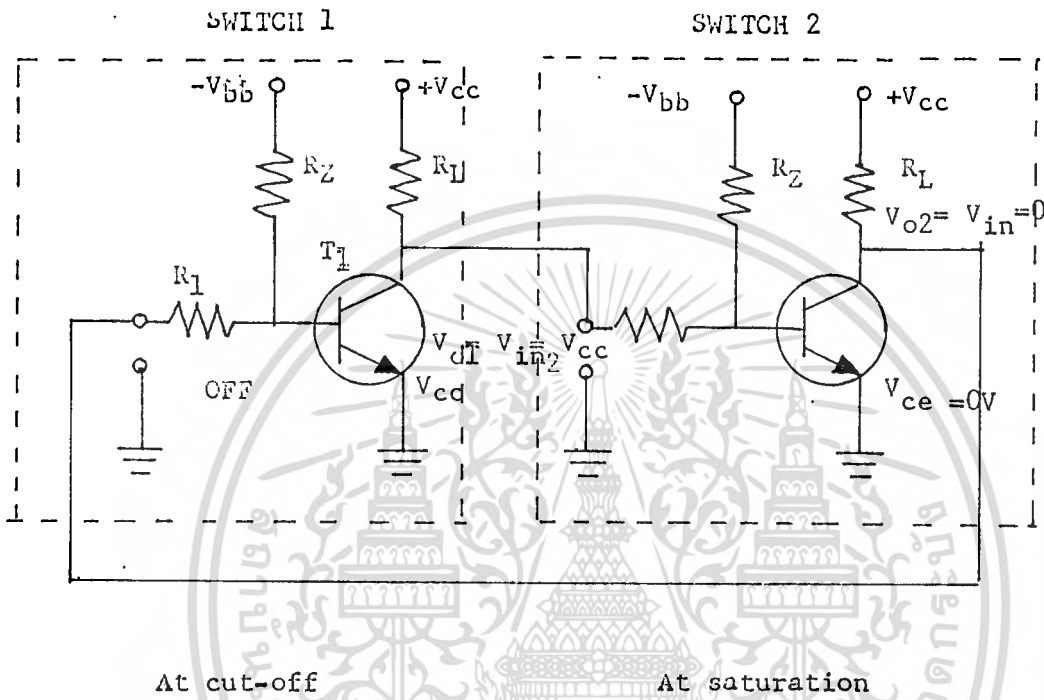 SWITCH 1
SWITCH 2
-Vbb
+Vcc
-Vbb
+Vcc
RZ
RL
RZ
RL
Vo2= Vin=0
T1
R1
Vin2
Vcc
OFF
Vce =0V
At cut-off
At saturation